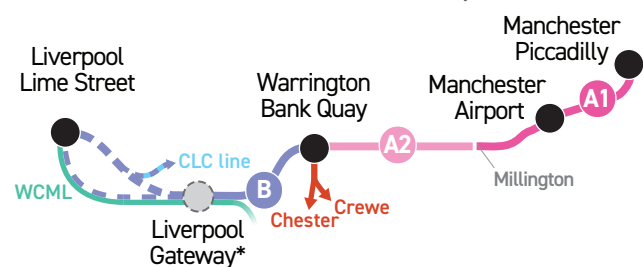 Manchester
Piccadilly
Liverpool
Lime Street
Warrington
Bank Quay
Manchester
Airport
A1
A2
CLC line
WCML
B
Millington
Chester
Crewe
Liverpool
Gateway*